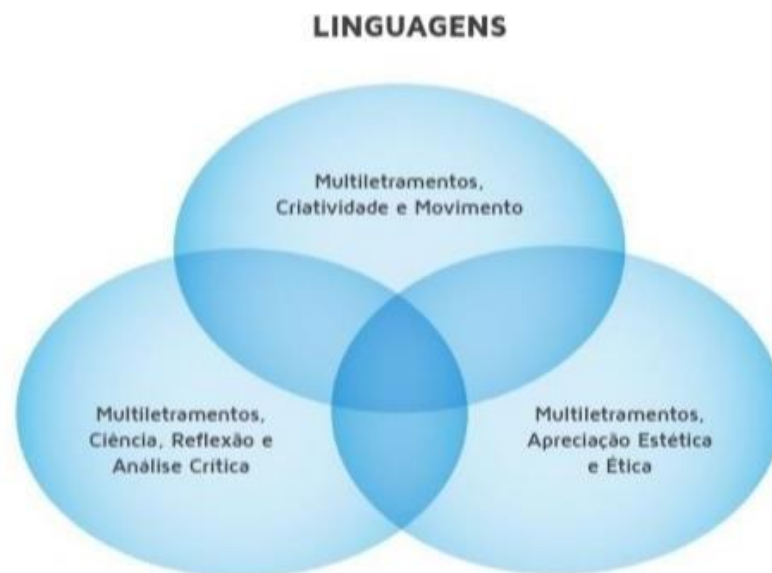 LINGUAGENS
Multiletramentos,
Criatividade e Movimento
Multiletramentos,
Ciência, Reflexão e
Análise Crítica
Multiletramentos,
Apreciação Estética
e Ética